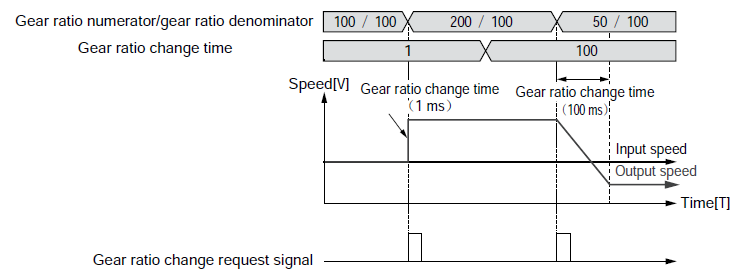 Gear ratio numerator/gear ratio denominator 100 / 100 200 / 100 50 / 100
Gear ratio change time 1 100
Speed[V]
Gear ratio change time
(1 ms)
Gear ratio change time
(100 ms)
Input speed
Output speed
Time[T]
Gear ratio change request signal